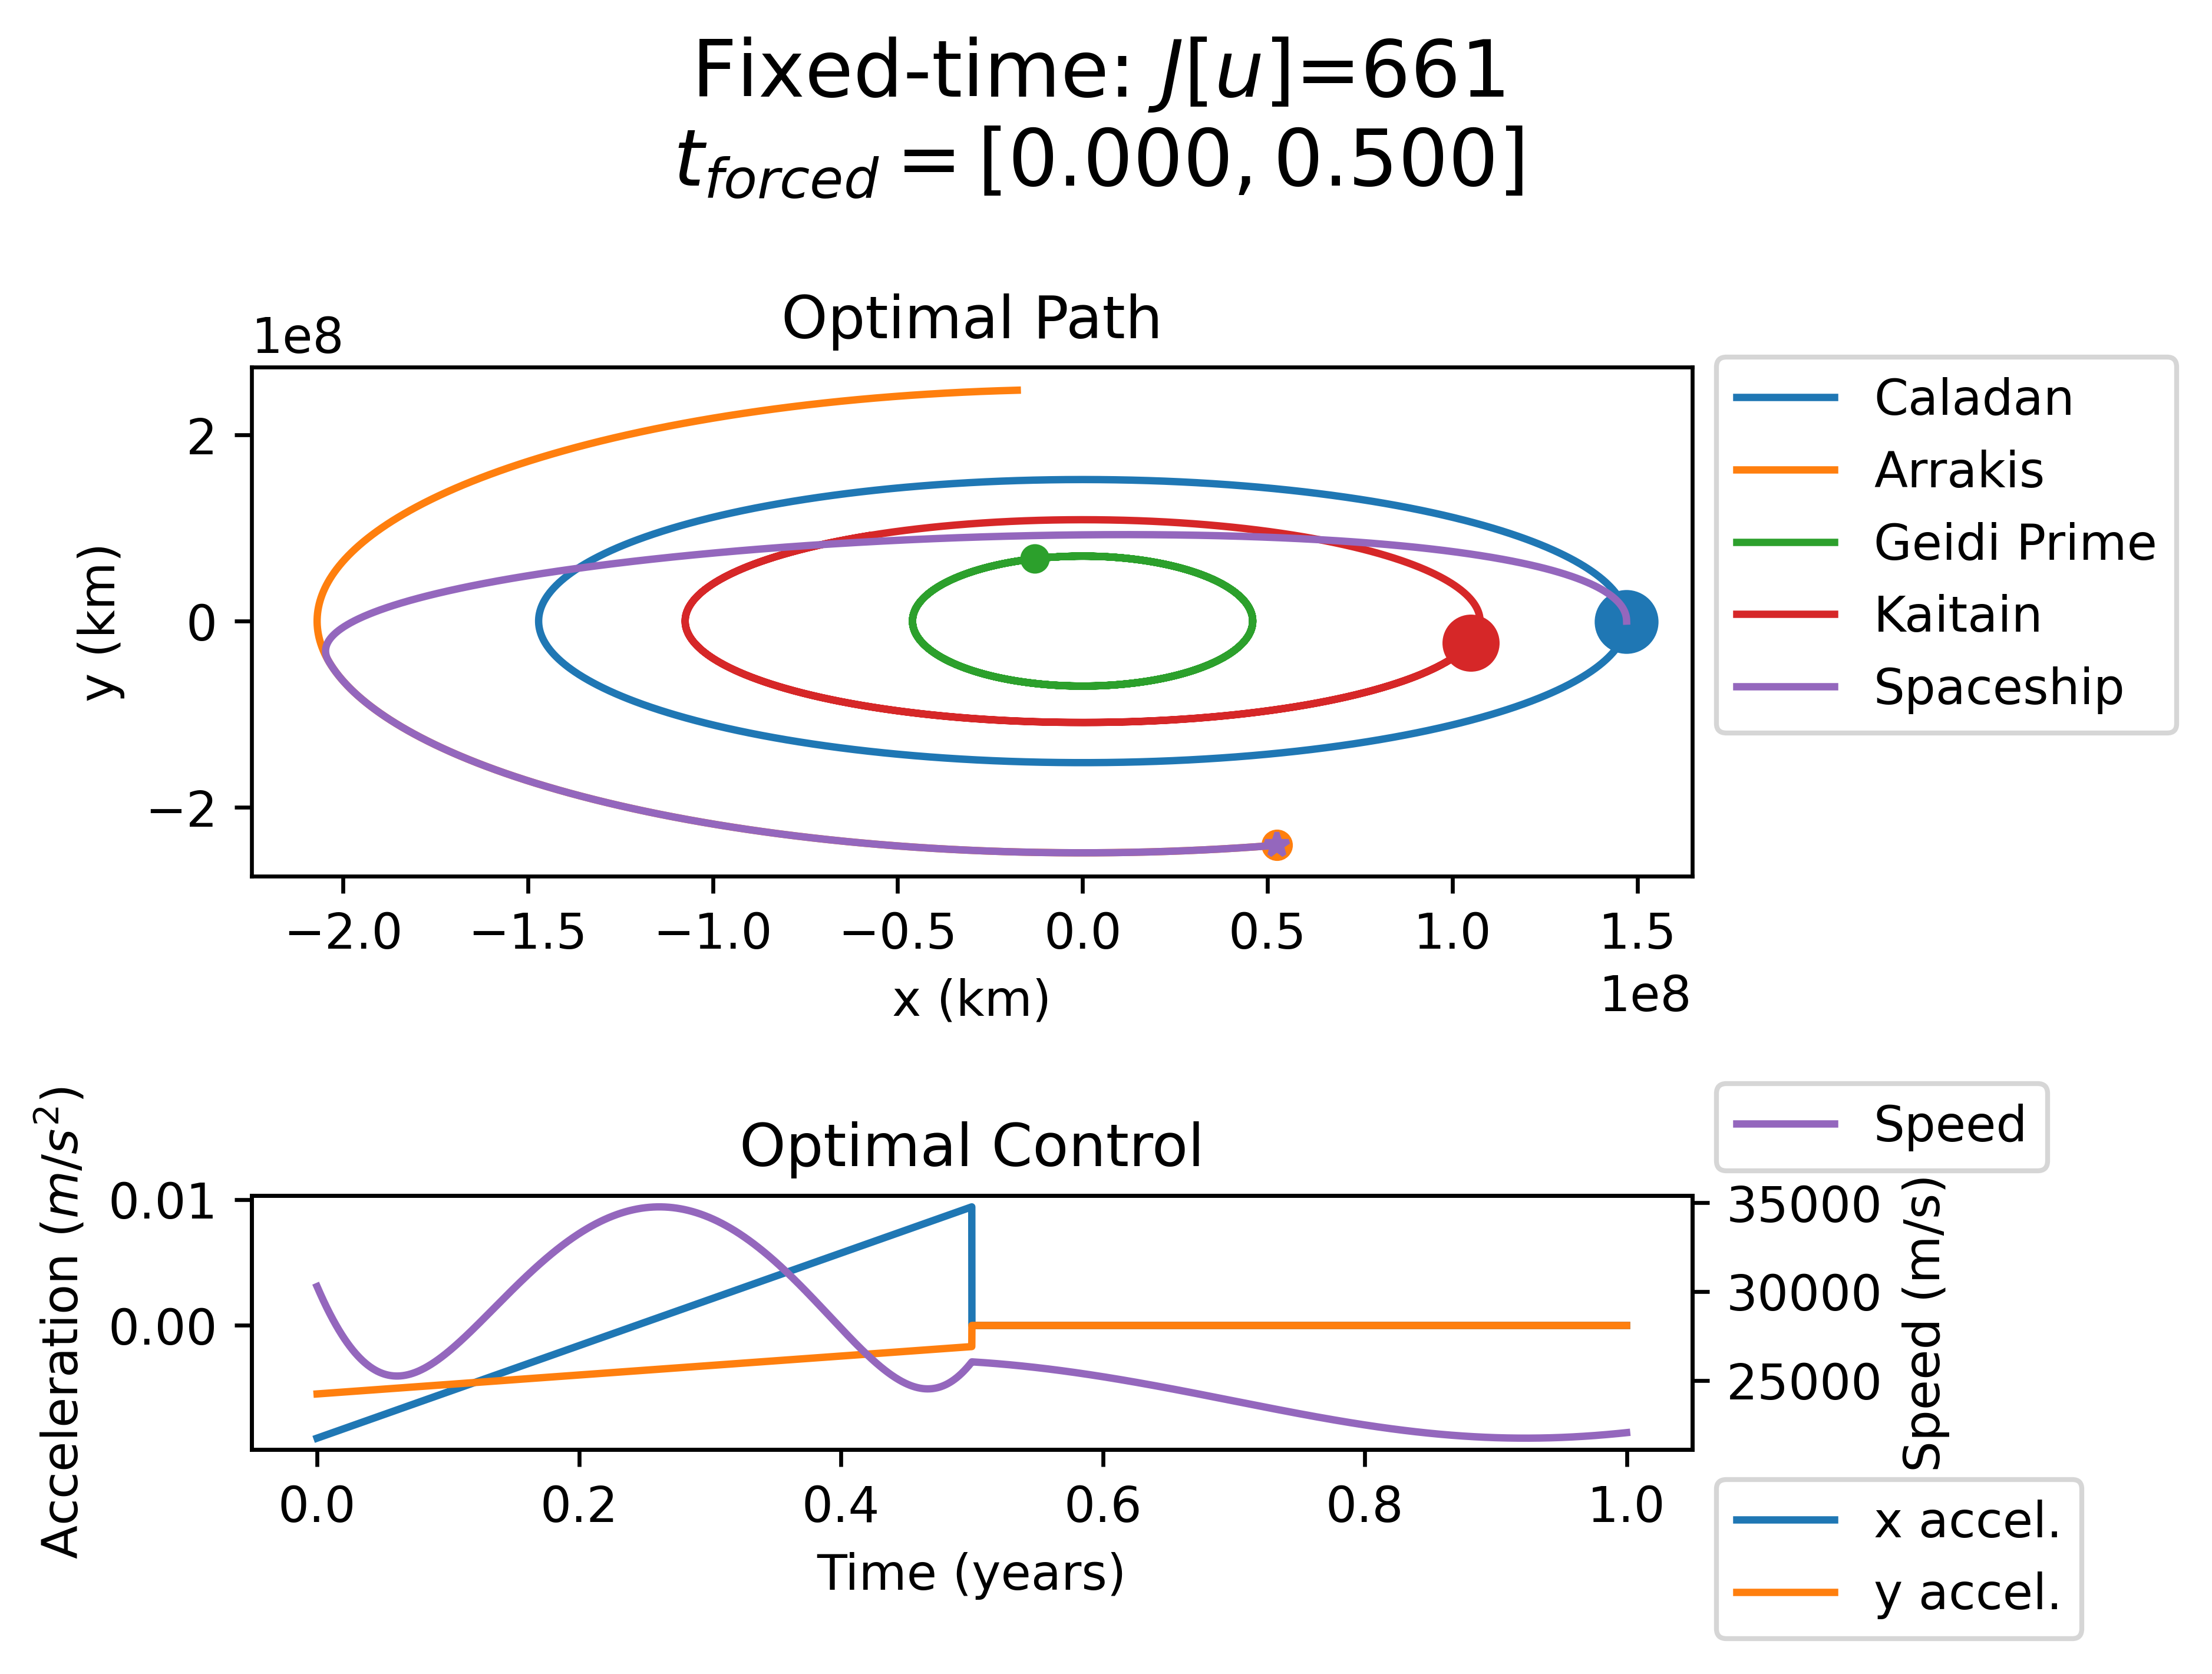 Fixed-time: J[u]=661
t_forced = [0.000, 0.500]
Optimal Path
1e8
2
0
−2
y (km)
−2.0 −1.5 −1.0 −0.5 0.0 0.5 1.0 1.5
1e8
x (km)
Caladan
Arrakis
Geidi Prime
Kaitain
Spaceship
Optimal Control
Acceleration (m/s²)
0.01
0.00
Speed
35000
30000
25000
Speed (m/s)
0.0 0.2 0.4 0.6 0.8 1.0
Time (years)
x accel.
y accel.